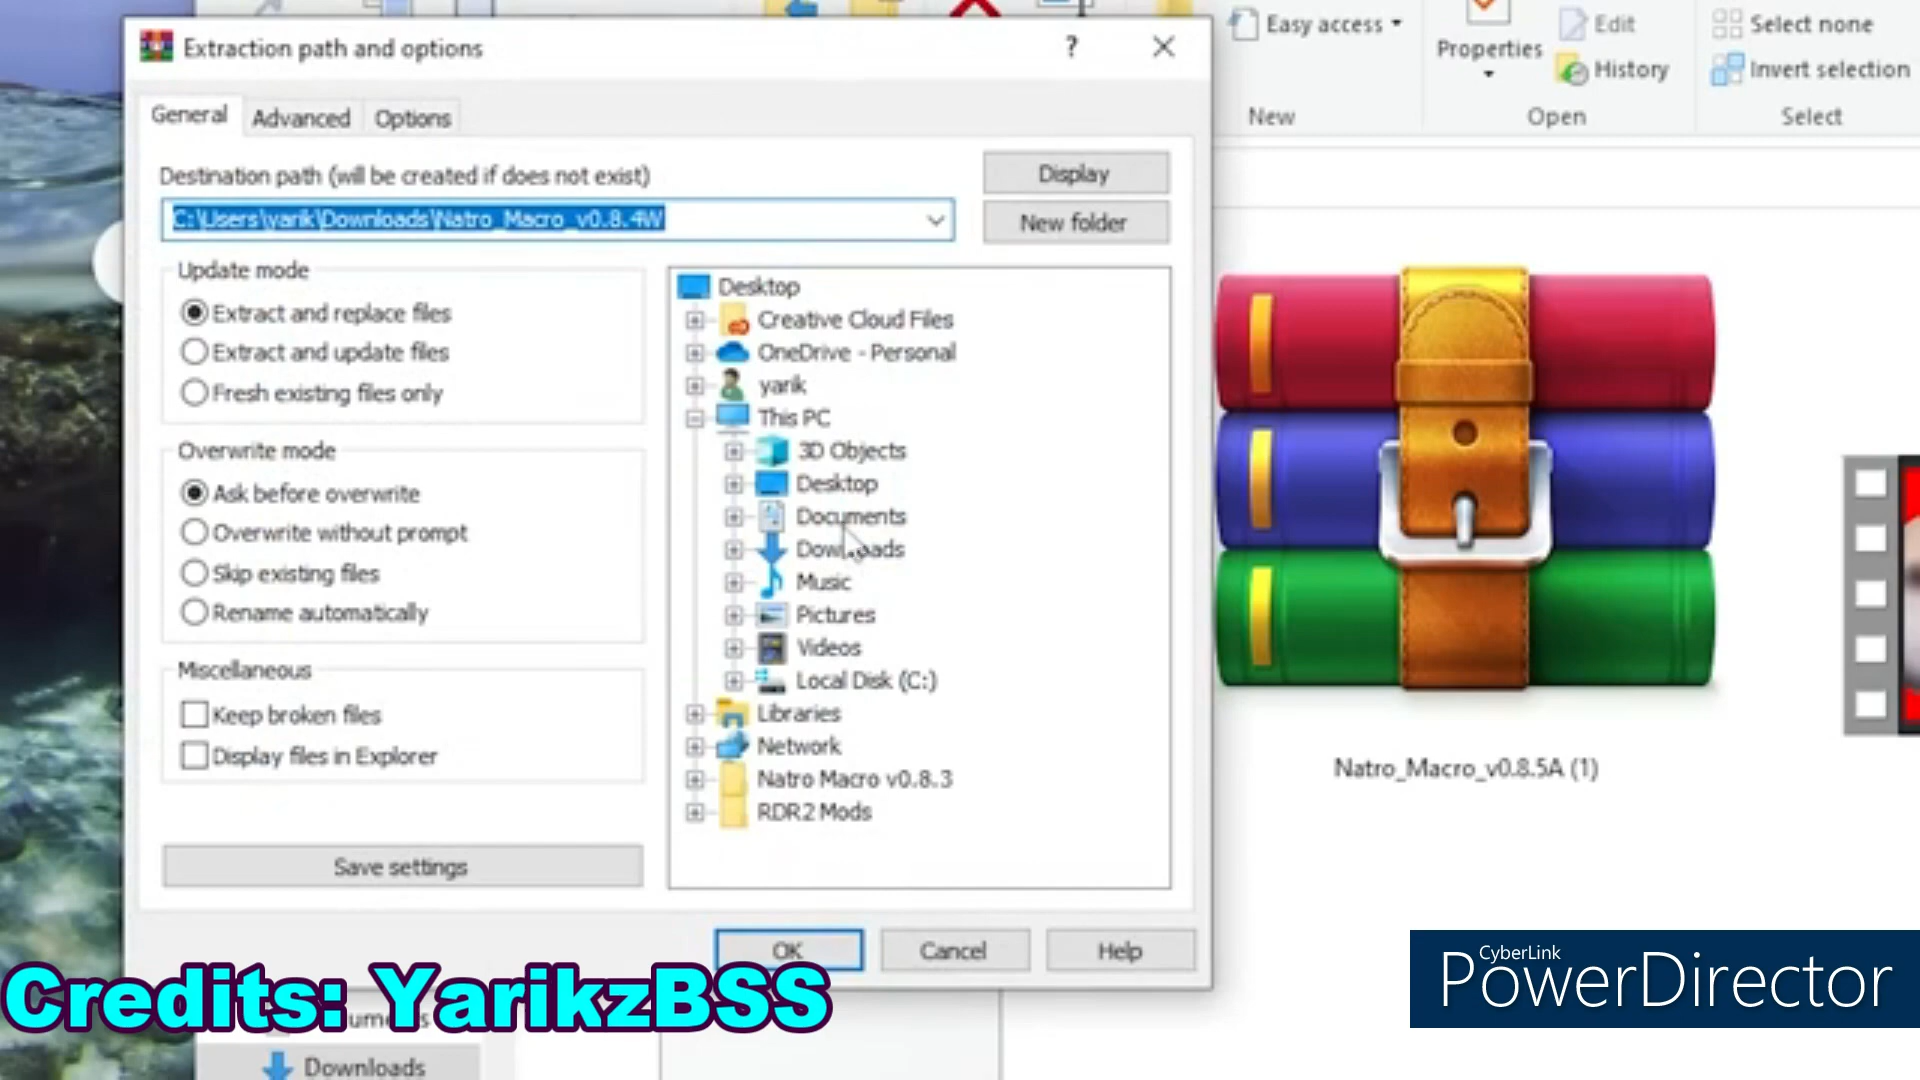 Extraction path and options
?
Easy access
Properties
Edit
History
Select none
Invert selection
New
Open
Select
General
Advanced
Options
Destination path (will be created if does not exist)
C:\Users\yarik\Downloads\Natro_Macro_v0.8.4W
Display
New folder
Update mode
Extract and replace files
Extract and update files
Fresh existing files only
Overwrite mode
Ask before overwrite
Overwrite without prompt
Skip existing files
Rename automatically
Miscellaneous
Keep broken files
Display files in Explorer
Save settings
Desktop
Creative Cloud Files
OneDrive - Personal
yarik
This PC
3D Objects
Desktop
Documents
Downloads
Music
Pictures
Videos
Local Disk (C:)
Libraries
Network
Natro Macro v0.8.3
RDR2 Mods
Natro_Macro_v0.8.5A (1)
OK
Cancel
Help
Credits: YarikzBSS
Downloads
CyberLink
PowerDirector